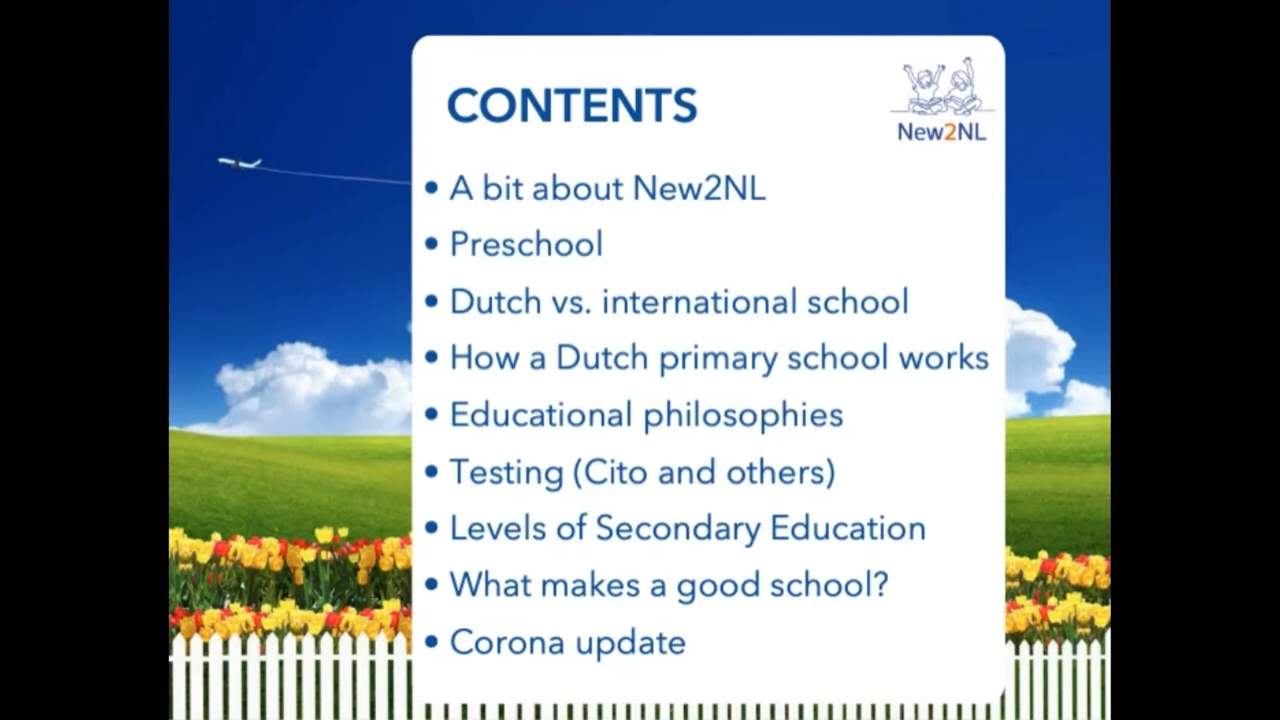 CONTENTS
New2NL
• A bit about New2NL
• Preschool
• Dutch vs. international school
• How a Dutch primary school works
• Educational philosophies
• Testing (Cito and others)
• Levels of Secondary Education
• What makes a good school?
• Corona update